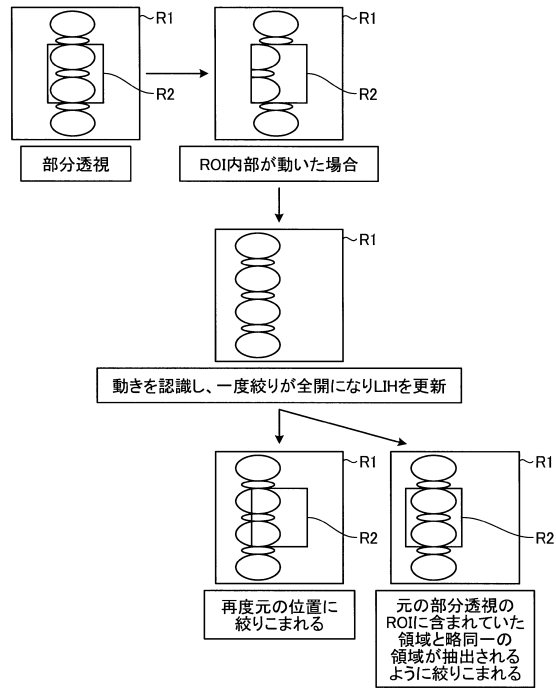 R1
R2
部分透視
R1
R2
ROI内部が動いた場合
R1
動きを認識し、一度絞りが全開になりLIHを更新
R1
R2
再度元の位置に
絞りこまれる
R1
R2
元の部分透視の
ROIに含まれていた
領域と略同一の
領域が抽出される
ように絞りこまれる